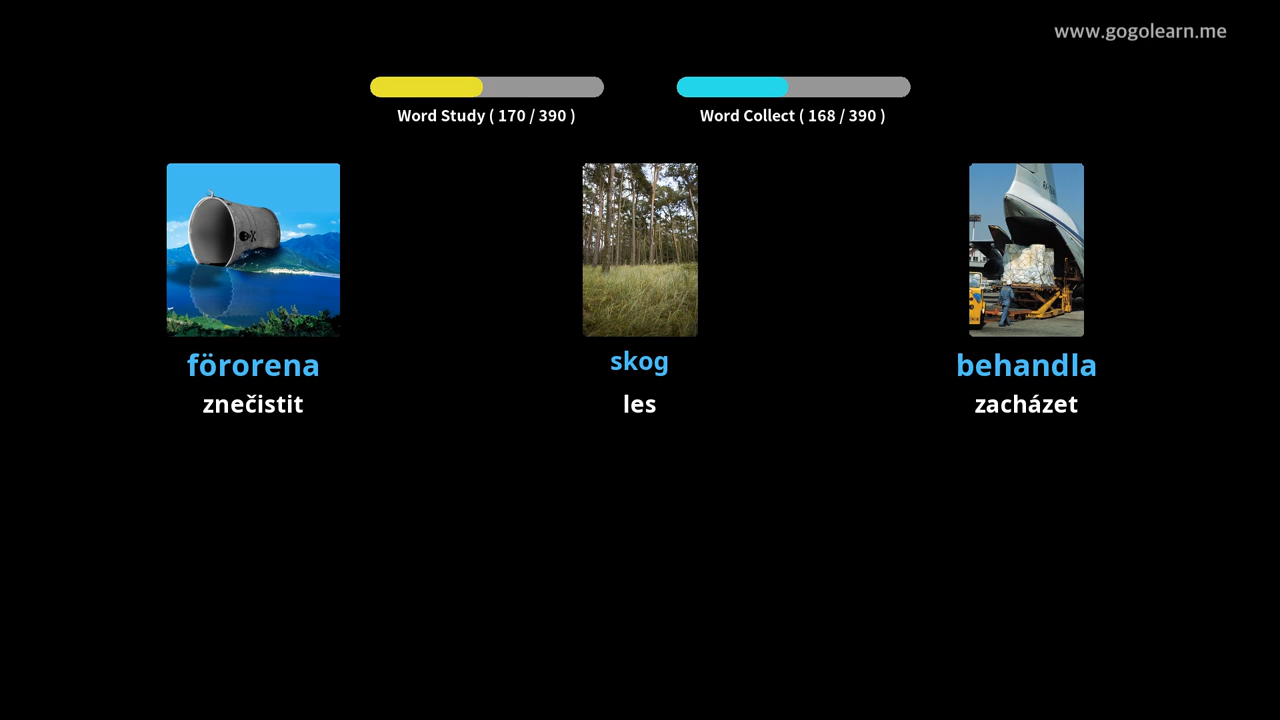 www.gogolearn.me
Word Study ( 170 / 390 )
Word Collect ( 168 / 390 )
förorena
skog
behandla
znečistit
les
zacházet